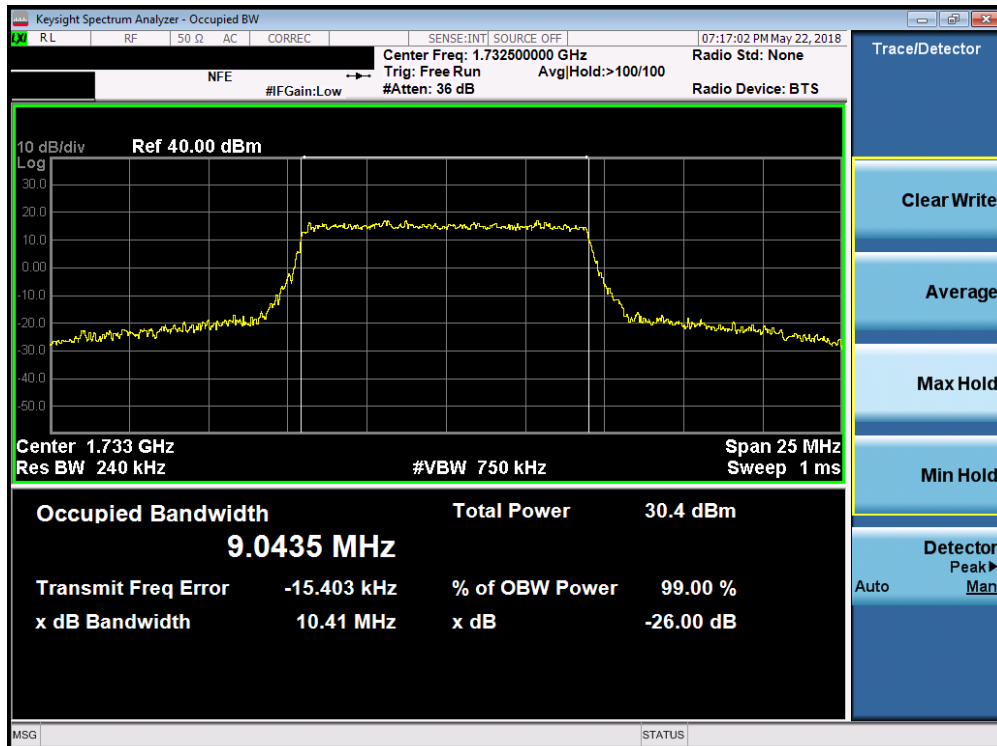 Keysight Spectrum Analyzer - Occupied BW
LXI RL RF 50 Ω AC CORREC SENSE:INT SOURCE OFF 07:17:02 PM May 22, 2018
Center Freq: 1.732500000 GHz Radio Std: None
NFE Trig: Free Run Avg|Hold:>100/100
#IFGain:Low #Atten: 36 dB Radio Device: BTS
Trace/Detector
10 dB/div Ref 40.00 dBm
Log
30.0
20.0
10.0
0.00
-10.0
-20.0
-30.0
-40.0
-50.0
Center 1.733 GHz Span 25 MHz
Res BW 240 kHz #VBW 750 kHz Sweep 1 ms
Occupied Bandwidth Total Power 30.4 dBm
9.0435 MHz
Transmit Freq Error -15.403 kHz % of OBW Power 99.00 %
x dB Bandwidth 10.41 MHz x dB -26.00 dB
Clear Write
Average
Max Hold
Min Hold
Detector
Peak▶
Auto Man
MSG STATUS